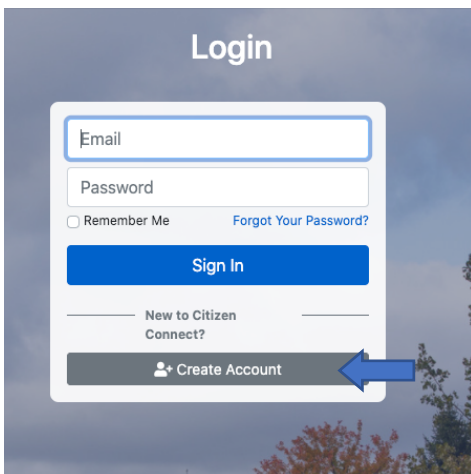 Login
Email
Password
Remember Me Forgot Your Password?
Sign In
New to Citizen
Connect?
Create Account